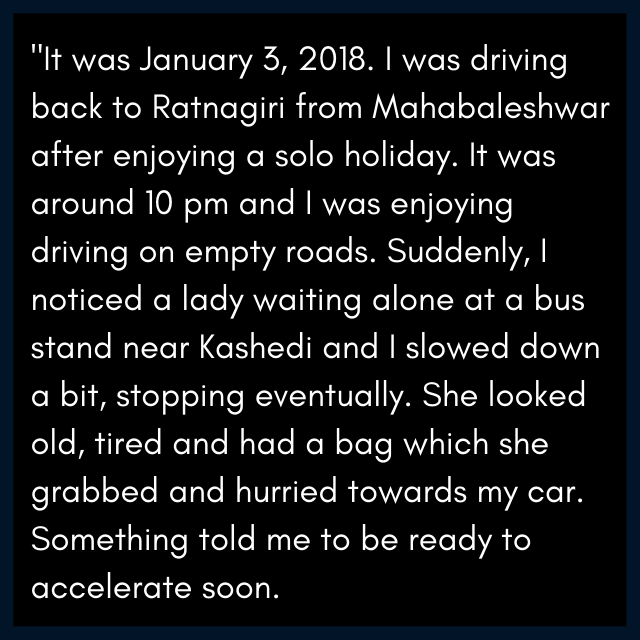 "It was January 3, 2018. I was driving
back to Ratnagiri from Mahabaleshwar
after enjoying a solo holiday. It was
around 10 pm and I was enjoying
driving on empty roads. Suddenly, I
noticed a lady waiting alone at a bus
stand near Kashedi and I slowed down
a bit, stopping eventually. She looked
old, tired and had a bag which she
grabbed and hurried towards my car.
Something told me to be ready to
accelerate soon.